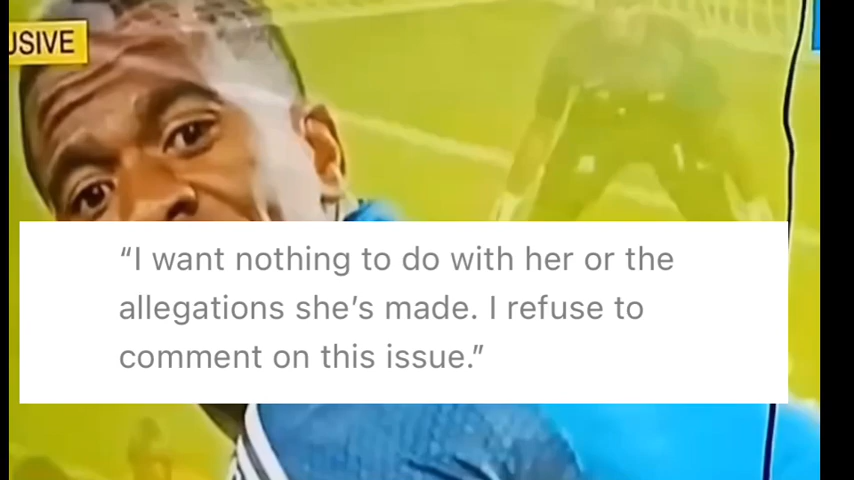 USIVE
“I want nothing to do with her or the
allegations she’s made. I refuse to
comment on this issue.”